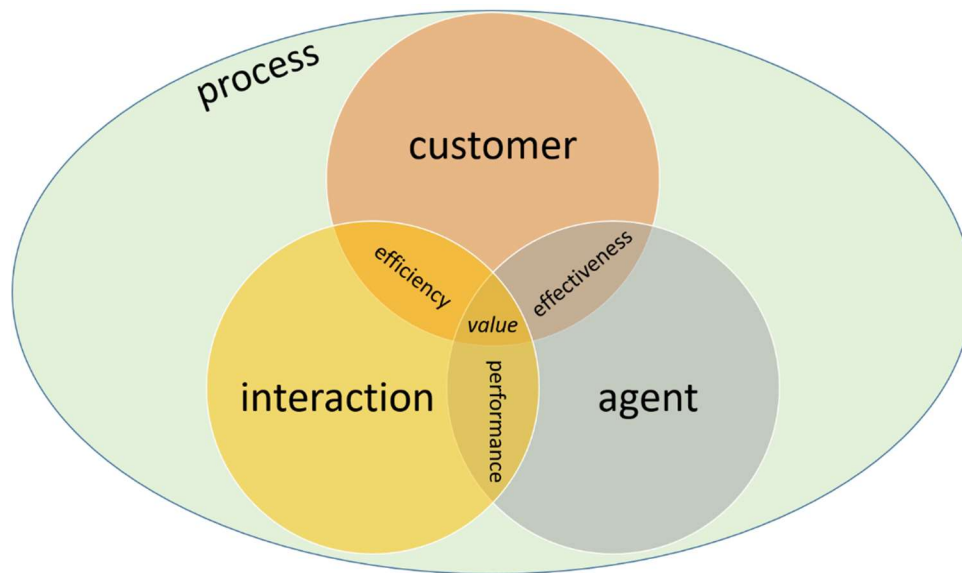 process
customer
efficiency
effectiveness
value
interaction
performance
agent